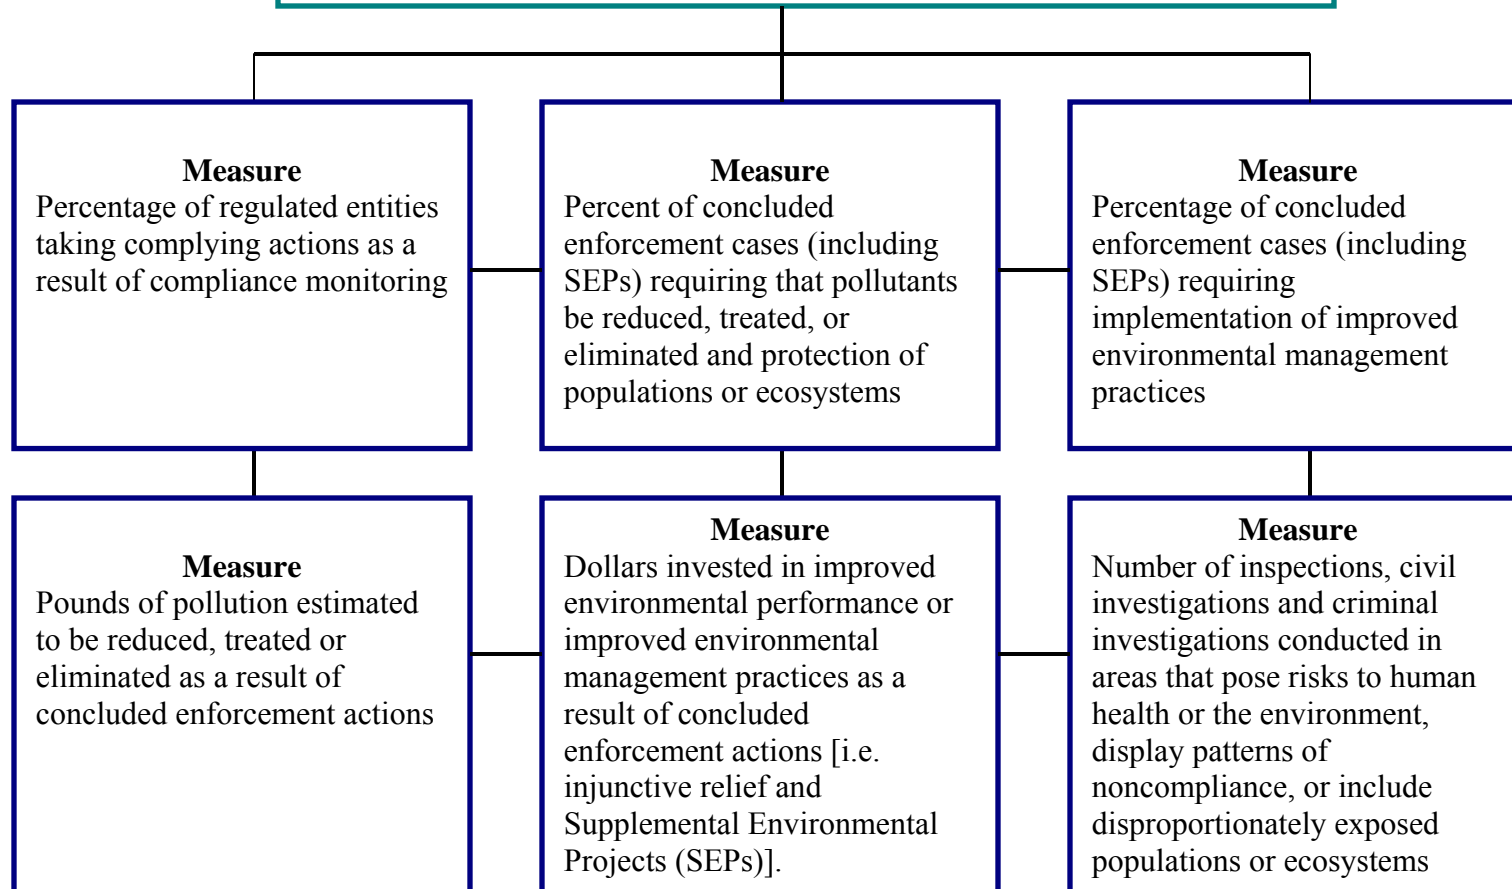 Measure
Percentage of regulated entities
taking complying actions as a
result of compliance monitoring
Measure
Percent of concluded
enforcement cases (including
SEPs) requiring that pollutants
be reduced, treated, or
eliminated and protection of
populations or ecosystems
Measure
Percentage of concluded
enforcement cases (including
SEPs) requiring
implementation of improved
environmental management
practices
Measure
Pounds of pollution estimated
to be reduced, treated or
eliminated as a result of
concluded enforcement actions
Measure
Dollars invested in improved
environmental performance or
improved environmental
management practices as a
result of concluded
enforcement actions [i.e.
injunctive relief and
Supplemental Environmental
Projects (SEPs)].
Measure
Number of inspections, civil
investigations and criminal
investigations conducted in
areas that pose risks to human
health or the environment,
display patterns of
noncompliance, or include
disproportionately exposed
populations or ecosystems